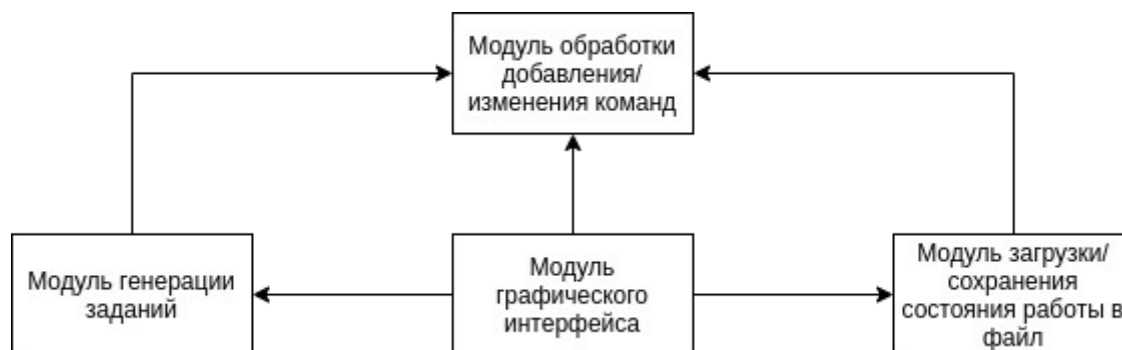 Модуль обработки
добавления/
изменения команд
Модуль генерации
заданий
Модуль
графического
интерфейса
Модуль загрузки/
сохранения
состояния работы в
файл